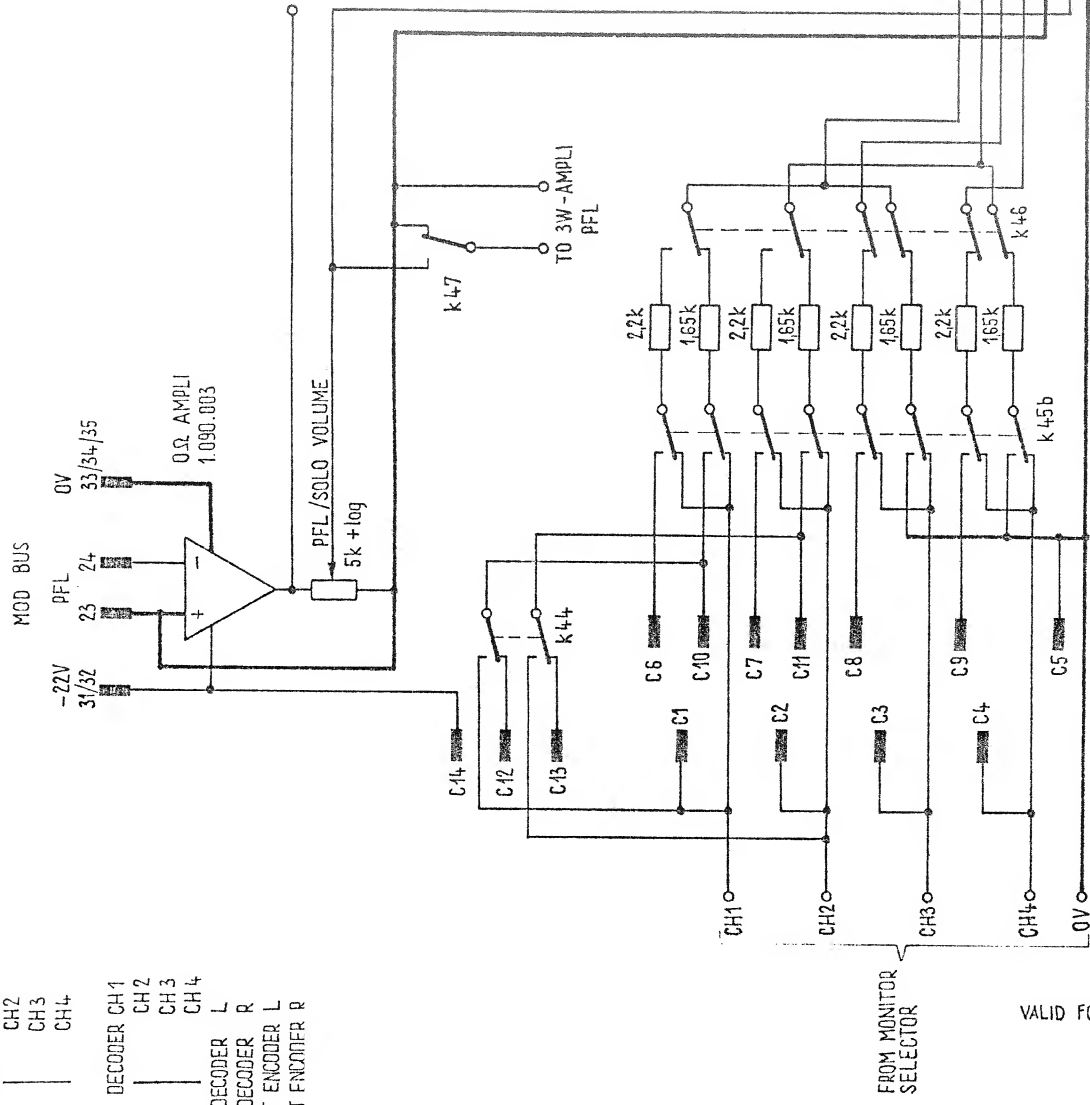 CH2
CH3
CH4
DECODER CH1
CH2
CH3
CH4
DECODER L
DECODER R
ENCODER L
ENCODER R
MOD BUS
PFL
-22V
31/32
23
24
0V
33/34/35
0Ω AMPLI
1.090.003
+
-
PFL/SOLO VOLUME
5k +log
k47
TO 3W-AMPLI
PFL
C14
C12
C13
k44
C1
C2
C3
C4
C6
C10
C7
C11
C8
C9
C5
k45b
2,2k
1,65k
2,2k
1,65k
2,2k
1,65k
2,2k
1,65k
k46
CH1
CH2
CH3
CH4
0V
FROM MONITOR
SELECTOR
VALID